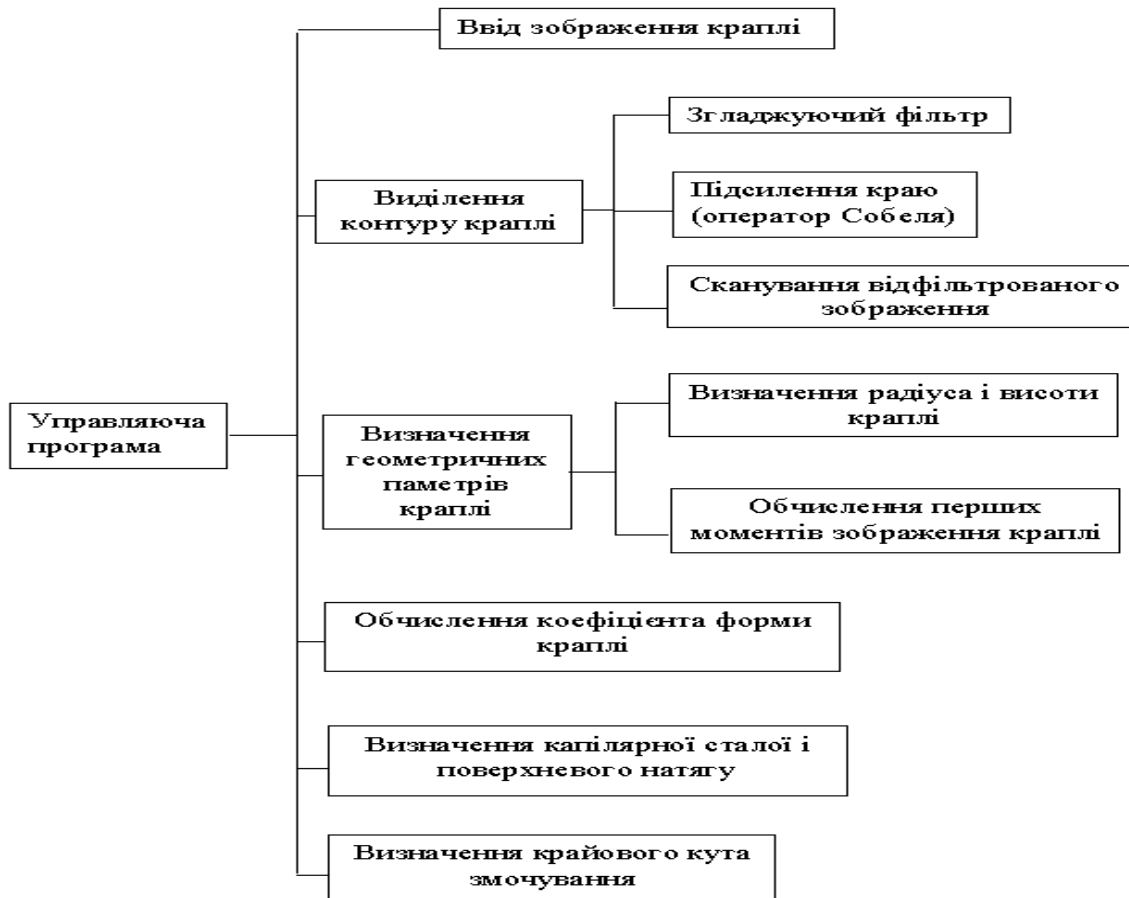 Ввід зображення краплі
Згладжуючий фільтр
Виділення
контуру краплі
Підсилення краю
(оператор Собеля)
Сканування відфільтрованого
зображення
Управляюча
програма
Визначення
геометричних
паметрів
краплі
Визначення радіуса і висоти
краплі
Обчислення перших
моментів зображення краплі
Обчислення коефіцієнта форми
краплі
Визначення капілярної сталої і
поверхневого натягу
Визначення крайового кута
змочування